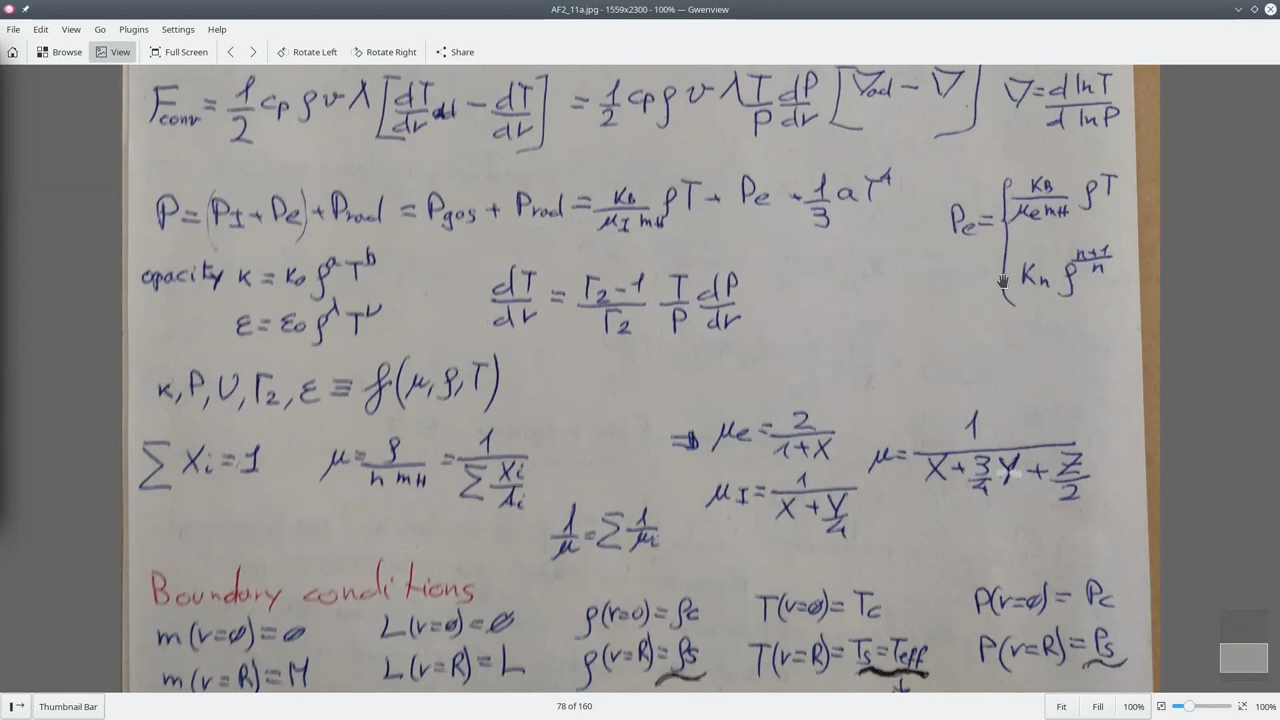 AF2_11a.jpg - 1559x2300 - 100% — Gwenview
File Edit View Go Plugins Settings Help
Browse View Full Screen Rotate Left Rotate Right Share
F_conv = 1/2 c_p ρ v λ [dT/dr ad - dT/dr] = 1/2 c_p ρ v λ T/P dP/dr [∇ad - ∇] ∇ = d lnT / d lnP
P = (P_I + P_e) + P_rad = P_gas + P_rad = K_B/(μ_I m_H) ρT + P_e + 1/3 a T^4 P_e = { K_B/(μ_e m_H) ρT
K_n ρ^((n+1)/n)
opacity κ = κ_0 ρ^a T^b
ε = ε_0 ρ^λ T^ν dT/dr = (Γ_2 - 1)/Γ_2 T/P dP/dr
κ, P, U, Γ_2, ε ≡ f(μ, ρ, T)
∑ X_i = 1 μ = ρ/(n m_H) = 1/(∑ X_i/A_i) ⇒ μ_e = 2/(1+X) μ = 1/(X + 3/4 Y + Z/2)
μ_I = 1/(X + Y/4)
1/μ = ∑ 1/μ_i
Boundary conditions
m(r=0) = 0 L(r=0) = 0 ρ(r=0) = ρ_c T(r=0) = T_c P(r=0) = P_c
m(r=R) = M L(r=R) = L ρ(r=R) = ρ_s T(r=R) = T_s = T_eff P(r=R) = P_s
Thumbnail Bar 78 of 160 Fit Fill 100% 100%